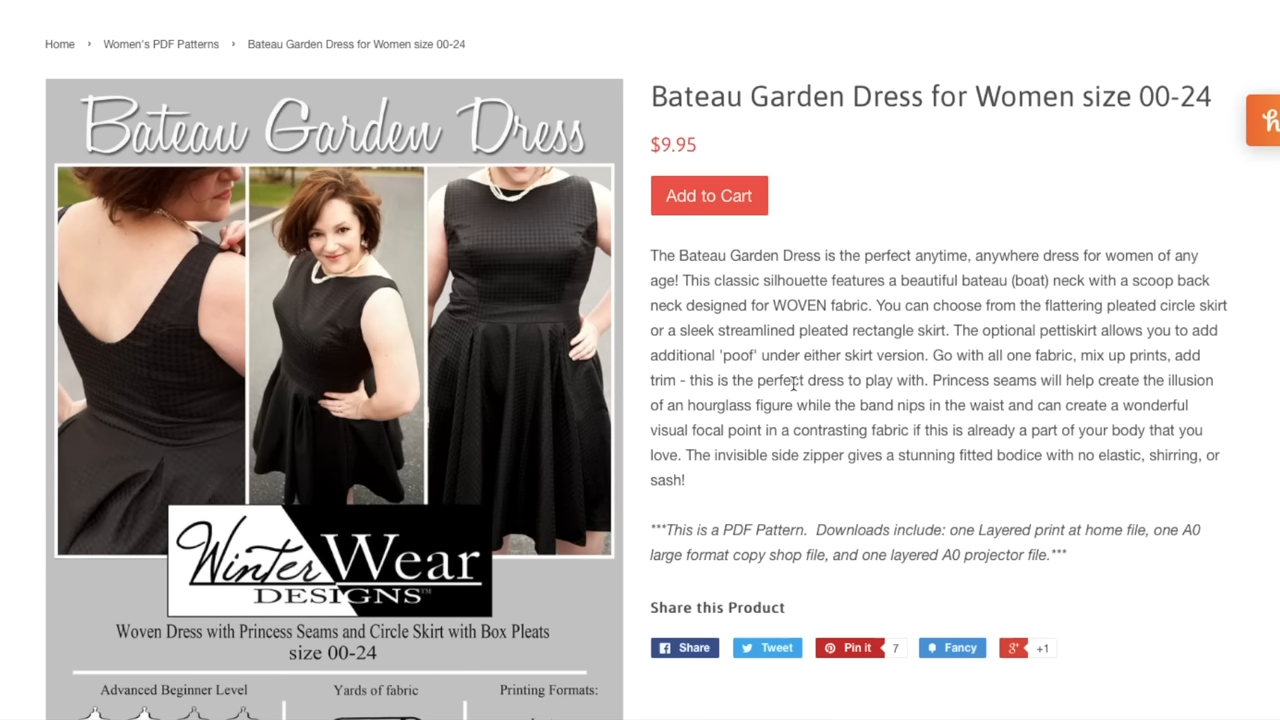 Home › Women's PDF Patterns › Bateau Garden Dress for Women size 00-24
Bateau Garden Dress
Winter Wear
DESIGNS™
Woven Dress with Princess Seams and Circle Skirt with Box Pleats
size 00-24
Advanced Beginner Level
Yards of fabric
Printing Formats:
Bateau Garden Dress for Women size 00-24
$9.95
Add to Cart
The Bateau Garden Dress is the perfect anytime, anywhere dress for women of any
age! This classic silhouette features a beautiful bateau (boat) neck with a scoop back
neck designed for WOVEN fabric. You can choose from the flattering pleated circle skirt
or a sleek streamlined pleated rectangle skirt. The optional pettiskirt allows you to add
additional 'poof' under either skirt version. Go with all one fabric, mix up prints, add
trim - this is the perfect dress to play with. Princess seams will help create the illusion
of an hourglass figure while the band nips in the waist and can create a wonderful
visual focal point in a contrasting fabric if this is already a part of your body that you
love. The invisible side zipper gives a stunning fitted bodice with no elastic, shirring, or
sash!
***This is a PDF Pattern. Downloads include: one Layered print at home file, one A0
large format copy shop file, and one layered A0 projector file.***
Share this Product
Share
Tweet
Pin it 7
Fancy
g+ +1
h